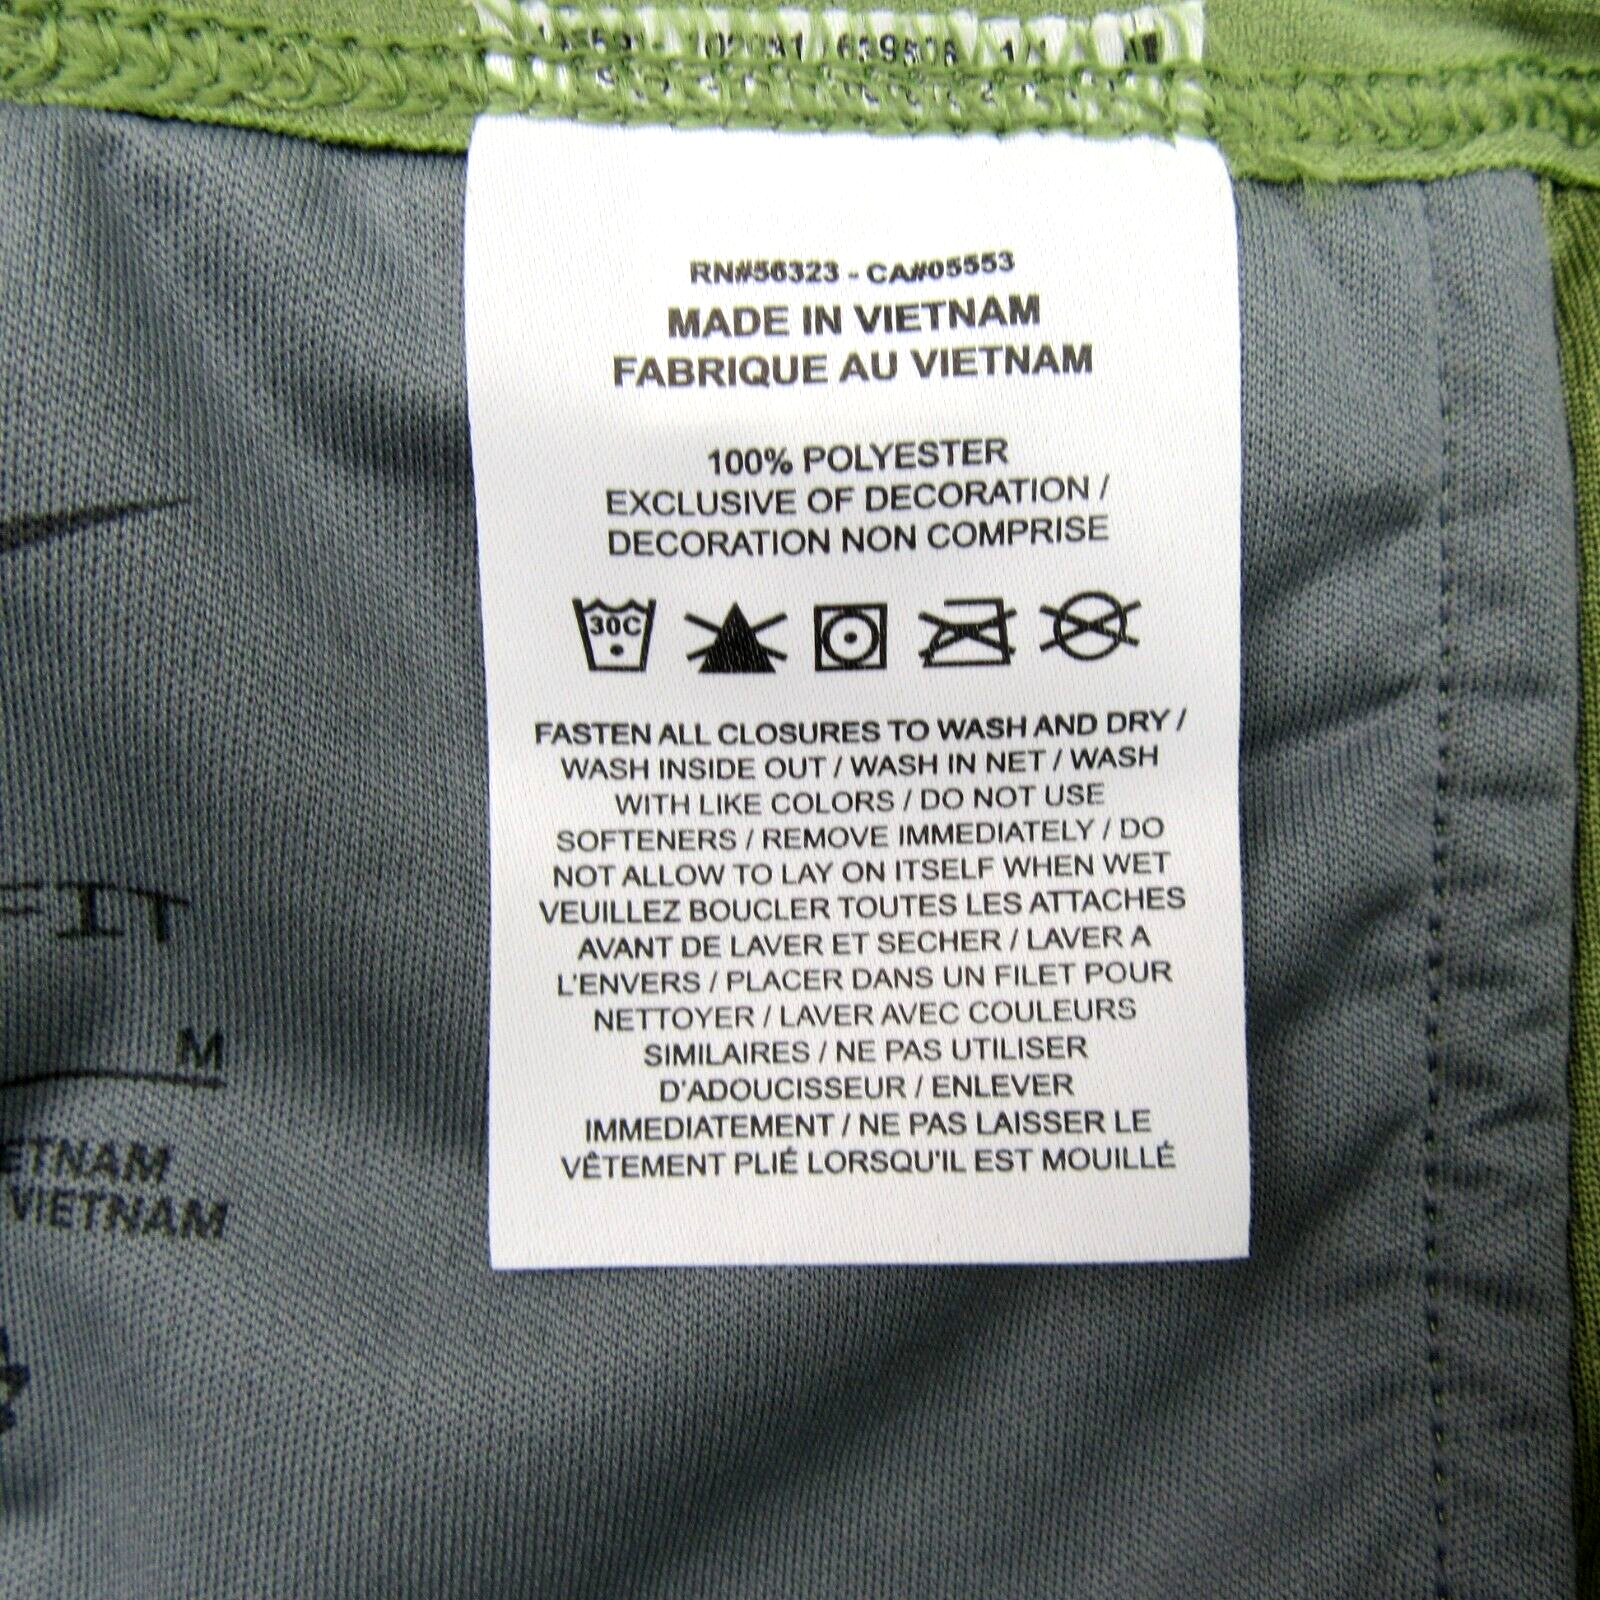 RN#56323 - CA#05553
MADE IN VIETNAM
FABRIQUE AU VIETNAM
100% POLYESTER
EXCLUSIVE OF DECORATION /
DECORATION NON COMPRISE
30C
FASTEN ALL CLOSURES TO WASH AND DRY /
WASH INSIDE OUT / WASH IN NET / WASH
WITH LIKE COLORS / DO NOT USE
SOFTENERS / REMOVE IMMEDIATELY / DO
NOT ALLOW TO LAY ON ITSELF WHEN WET
VEUILLEZ BOUCLER TOUTES LES ATTACHES
AVANT DE LAVER ET SECHER / LAVER A
L'ENVERS / PLACER DANS UN FILET POUR
NETTOYER / LAVER AVEC COULEURS
SIMILAIRES / NE PAS UTILISER
D'ADOUCISSEUR / ENLEVER
IMMEDIATEMENT / NE PAS LAISSER LE
VÊTEMENT PLIÉ LORSQU'IL EST MOUILLÉ
FIT
M
ETNAM
VIETNAM